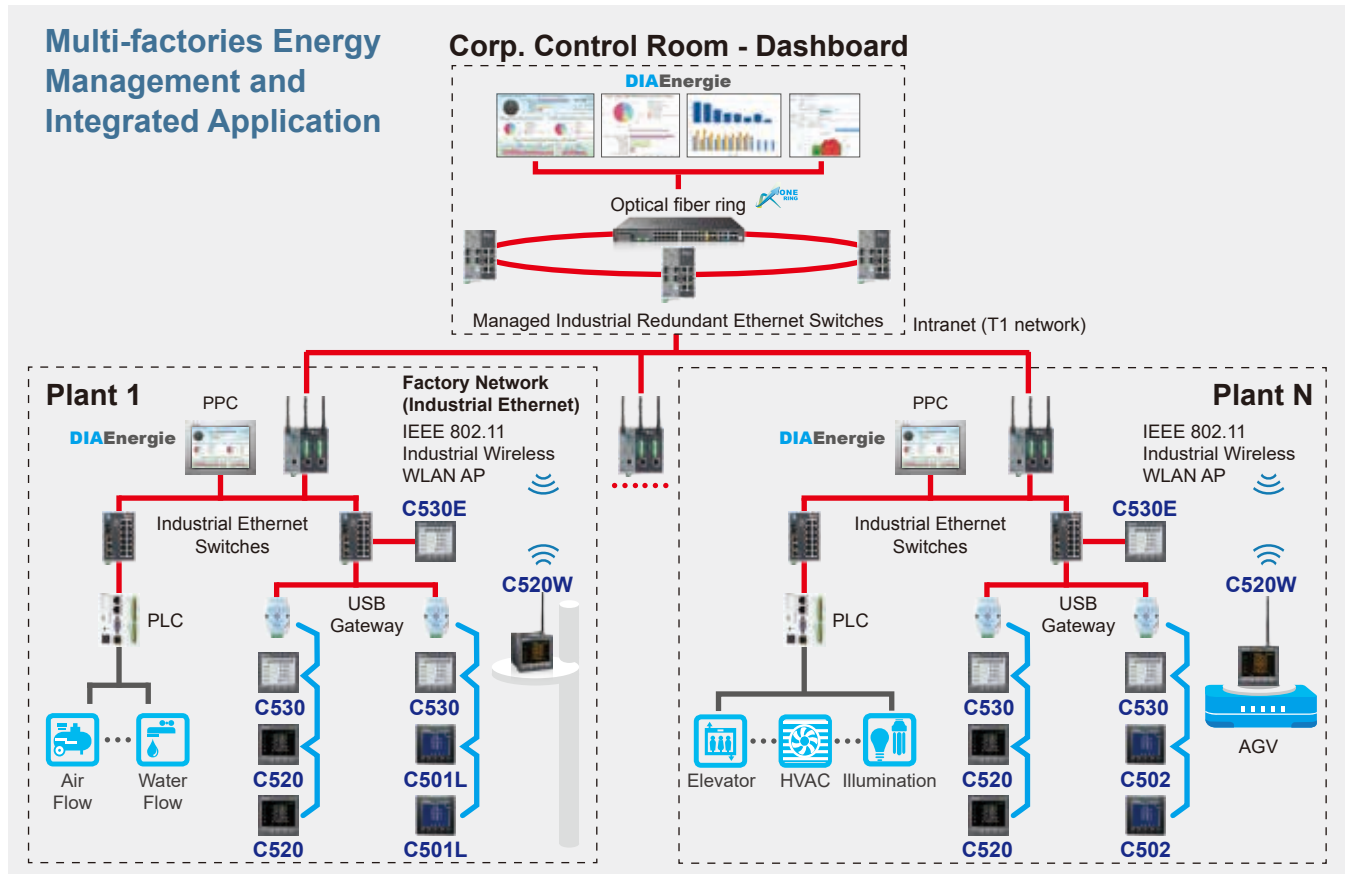 Multi-factories Energy
Management and
Integrated Application
Corp. Control Room - Dashboard
DIAEnergie
Optical fiber ring
ONE
RING
Managed Industrial Redundant Ethernet Switches
Intranet (T1 network)
Plant 1
PPC
DIAEnergie
Factory Network
(Industrial Ethernet)
IEEE 802.11
Industrial Wireless
WLAN AP
C530E
Industrial Ethernet
Switches
C520W
PLC
USB
Gateway
C530
C530
C520
C501L
C520
C501L
Air
Flow
Water
Flow
Plant N
PPC
DIAEnergie
IEEE 802.11
Industrial Wireless
WLAN AP
C530E
Industrial Ethernet
Switches
C520W
PLC
USB
Gateway
C530
C530
C520
C502
C520
C502
AGV
Elevator
HVAC
Illumination